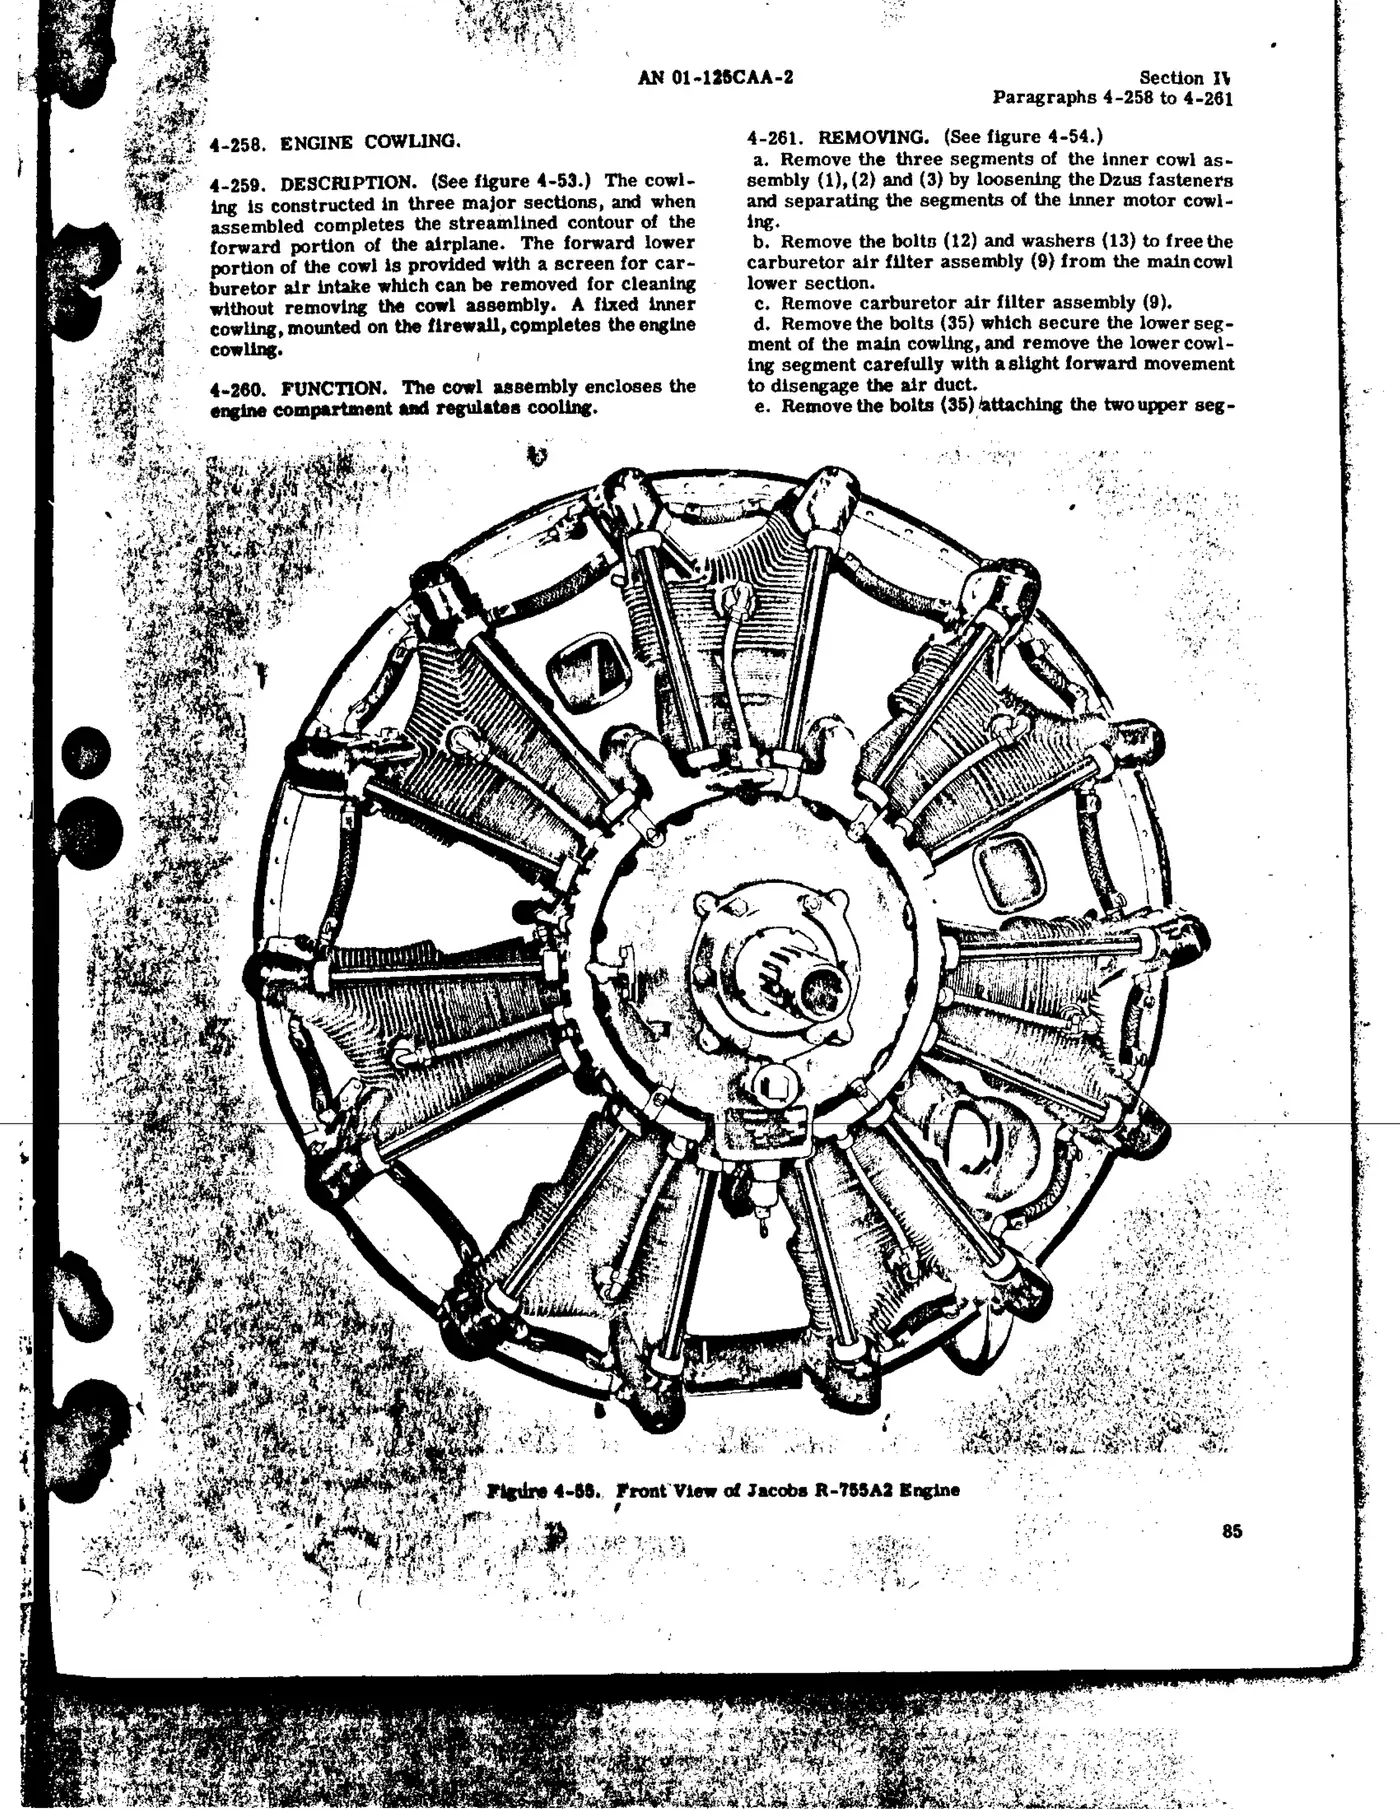 AN 01-125CAA-2
Section IV
Paragraphs 4-258 to 4-261
4-258. ENGINE COWLING.
4-259. DESCRIPTION. (See figure 4-53.) The cowl-
ing is constructed in three major sections, and when
assembled completes the streamlined contour of the
forward portion of the airplane. The forward lower
portion of the cowl is provided with a screen for car-
buretor air intake which can be removed for cleaning
without removing the cowl assembly. A fixed inner
cowling, mounted on the firewall, completes the engine
cowling.
4-260. FUNCTION. The cowl assembly encloses the
engine compartment and regulates cooling.
4-261. REMOVING. (See figure 4-54.)
a. Remove the three segments of the inner cowl as-
sembly (1), (2) and (3) by loosening the Dzus fasteners
and separating the segments of the inner motor cowl-
ing.
b. Remove the bolts (12) and washers (13) to free the
carburetor air filter assembly (9) from the main cowl
lower section.
c. Remove carburetor air filter assembly (9).
d. Remove the bolts (35) which secure the lower seg-
ment of the main cowling, and remove the lower cowl-
ing segment carefully with a slight forward movement
to disengage the air duct.
e. Remove the bolts (35) attaching the two upper seg-
Figure 4-55. Front View of Jacobs R-755A2 Engine
85